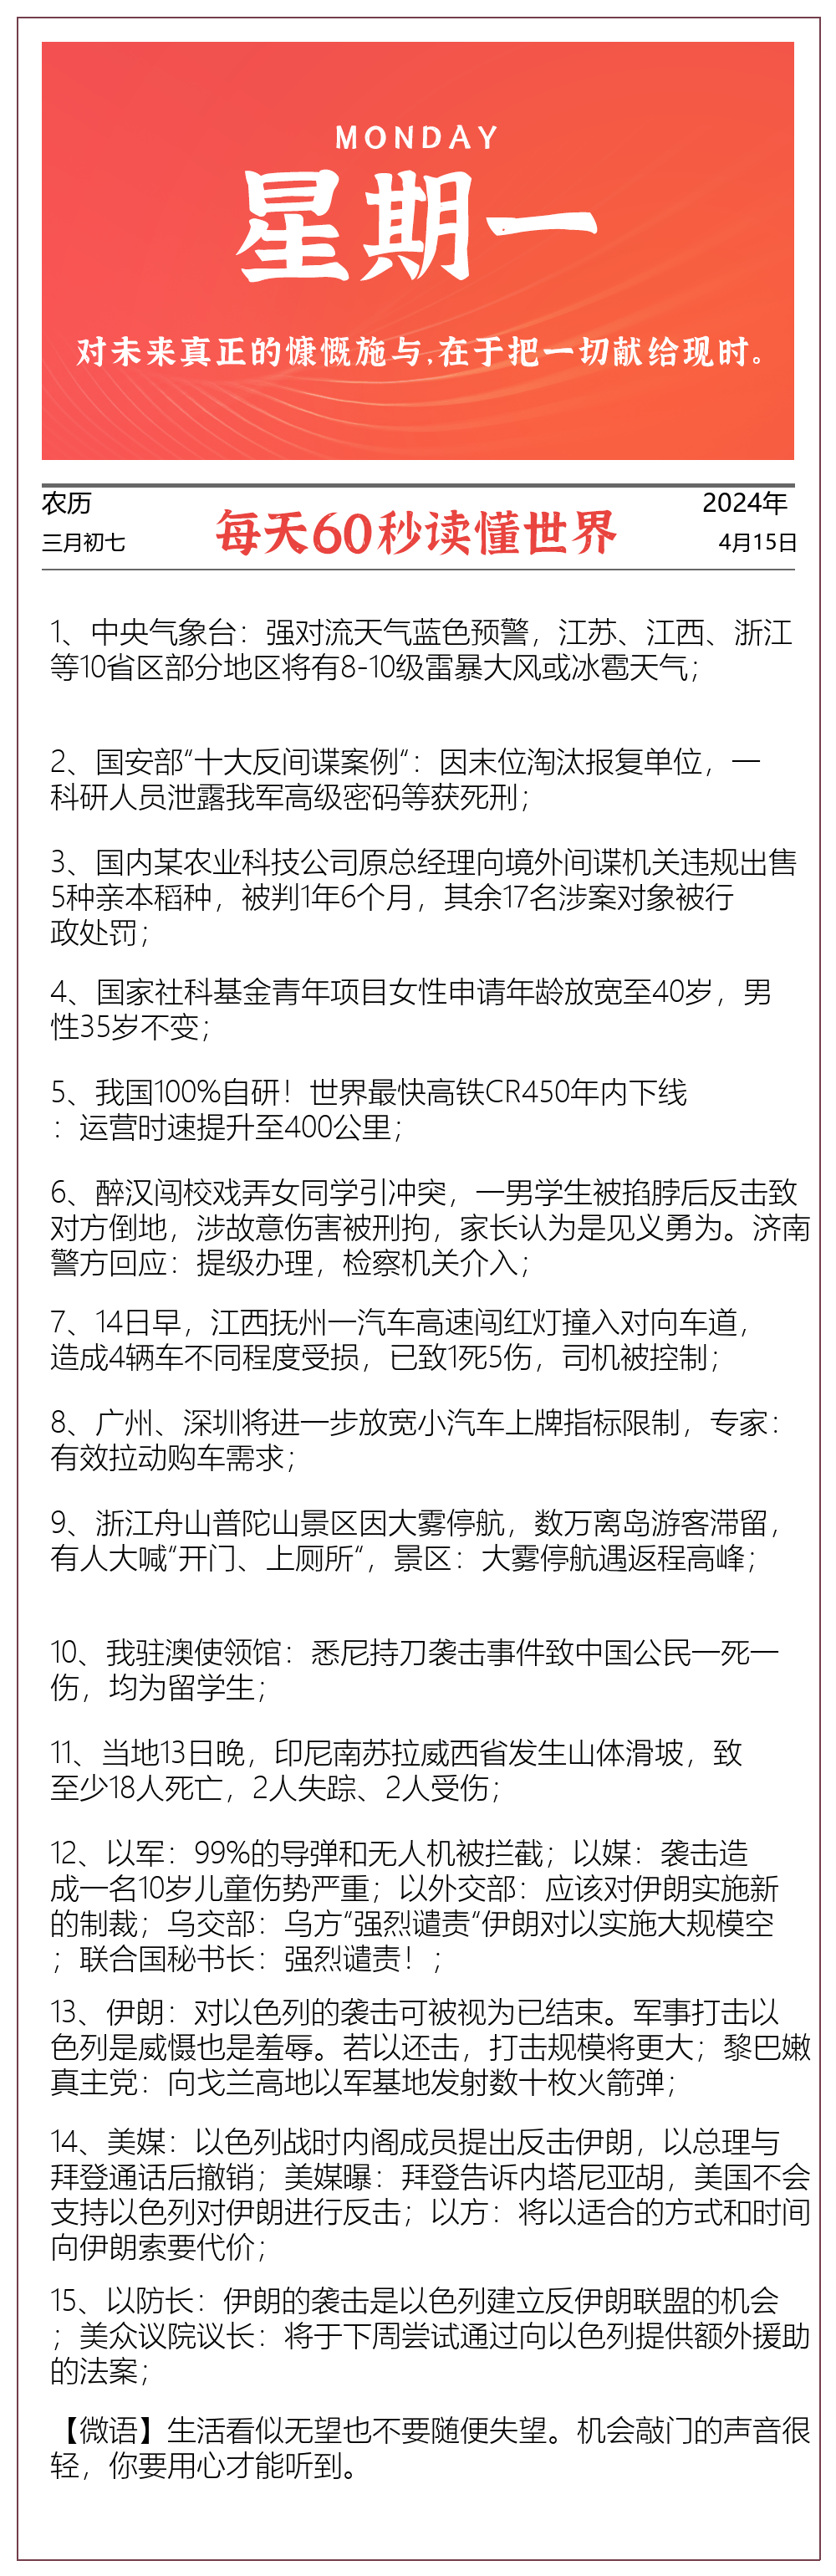 MONDAY
星期一
对未来真正的慷慨施与,在于把一切献给现时。
农历
三月初七
每天60秒读懂世界
2024年
4月15日
1、中央气象台：强对流天气蓝色预警，江苏、江西、浙江
等10省区部分地区将有8-10级雷暴大风或冰雹天气；
2、国安部“十大反间谍案例“：因末位淘汰报复单位，一
科研人员泄露我军高级密码等获死刑；
3、国内某农业科技公司原总经理向境外间谍机关违规出售
5种亲本稻种，被判1年6个月，其余17名涉案对象被行
政处罚；
4、国家社科基金青年项目女性申请年龄放宽至40岁，男
性35岁不变；
5、我国100%自研！世界最快高铁CR450年内下线
：运营时速提升至400公里；
6、醉汉闯校戏弄女同学引冲突，一男学生被掐脖后反击致
对方倒地，涉故意伤害被刑拘，家长认为是见义勇为。济南
警方回应：提级办理，检察机关介入；
7、14日早，江西抚州一汽车高速闯红灯撞入对向车道，
造成4辆车不同程度受损，已致1死5伤，司机被控制；
8、广州、深圳将进一步放宽小汽车上牌指标限制，专家：
有效拉动购车需求；
9、浙江舟山普陀山景区因大雾停航，数万离岛游客滞留，
有人大喊“开门、上厕所“，景区：大雾停航遇返程高峰；
10、我驻澳使领馆：悉尼持刀袭击事件致中国公民一死一
伤，均为留学生；
11、当地13日晚，印尼南苏拉威西省发生山体滑坡，致
至少18人死亡，2人失踪、2人受伤；
12、以军：99%的导弹和无人机被拦截；以媒：袭击造
成一名10岁儿童伤势严重；以外交部：应该对伊朗实施新
的制裁；乌交部：乌方“强烈谴责“伊朗对以实施大规模空
；联合国秘书长：强烈谴责！；
13、伊朗：对以色列的袭击可被视为已结束。军事打击以
色列是威慑也是羞辱。若以还击，打击规模将更大；黎巴嫩
真主党：向戈兰高地以军基地发射数十枚火箭弹；
14、美媒：以色列战时内阁成员提出反击伊朗，以总理与
拜登通话后撤销；美媒曝：拜登告诉内塔尼亚胡，美国不会
支持以色列对伊朗进行反击；以方：将以适合的方式和时间
向伊朗索要代价；
15、以防长：伊朗的袭击是以色列建立反伊朗联盟的机会
；美众议院议长：将于下周尝试通过向以色列提供额外援助
的法案；
【微语】生活看似无望也不要随便失望。机会敲门的声音很
轻，你要用心才能听到。